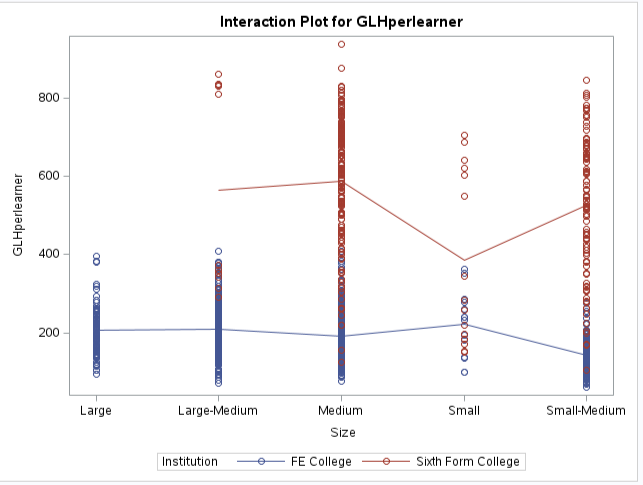 Interaction Plot for GLHperlearner
GLHperlearner
800
600
400
200
Large
Large-Medium
Medium
Small
Small-Medium
Size
Institution
FE College
Sixth Form College